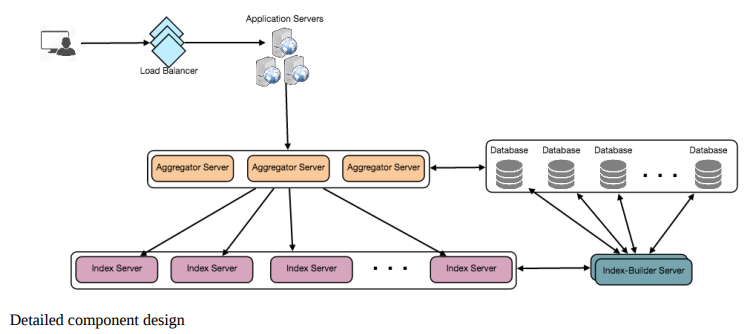 Application Servers
Load Balancer
Aggregator Server Aggregator Server Aggregator Server
Database Database Database Database
Index Server Index Server Index Server Index Server
Index-Builder Server
Detailed component design